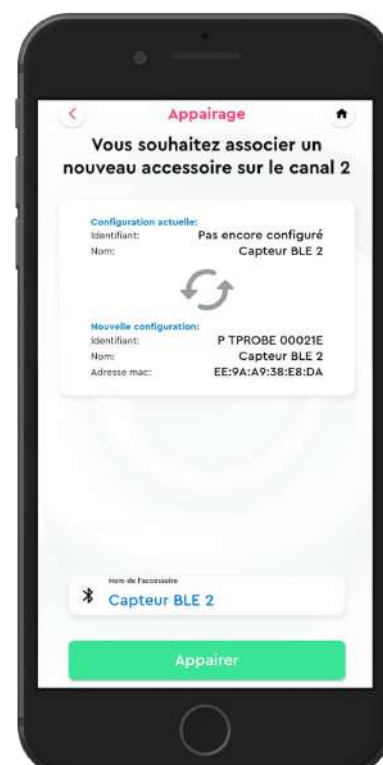 Appairage
Vous souhaitez associer un
nouveau accessoire sur le canal 2
Configuration actuelle:
Identifiant: Pas encore configuré
Nom: Capteur BLE 2
Nouvelle configuration:
Identifiant: P TPROBE 00021E
Nom: Capteur BLE 2
Adresse mac: EE:9A:A9:38:E8:DA
Nom de l'accessoire
Capteur BLE 2
Appairer